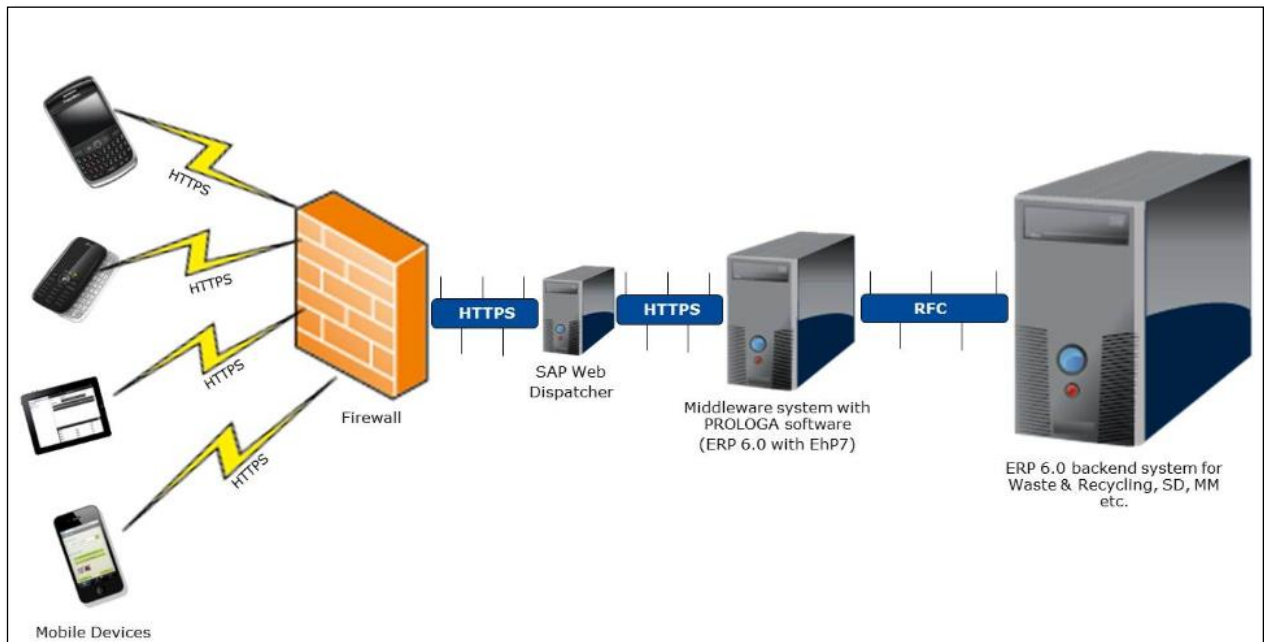 HTTPS
HTTPS
HTTPS
HTTPS
Mobile Devices
Firewall
HTTPS
SAP Web
Dispatcher
HTTPS
Middleware system with
PROLOGA software
(ERP 6.0 with EhP7)
RFC
ERP 6.0 backend system for
Waste & Recycling, SD, MM
etc.